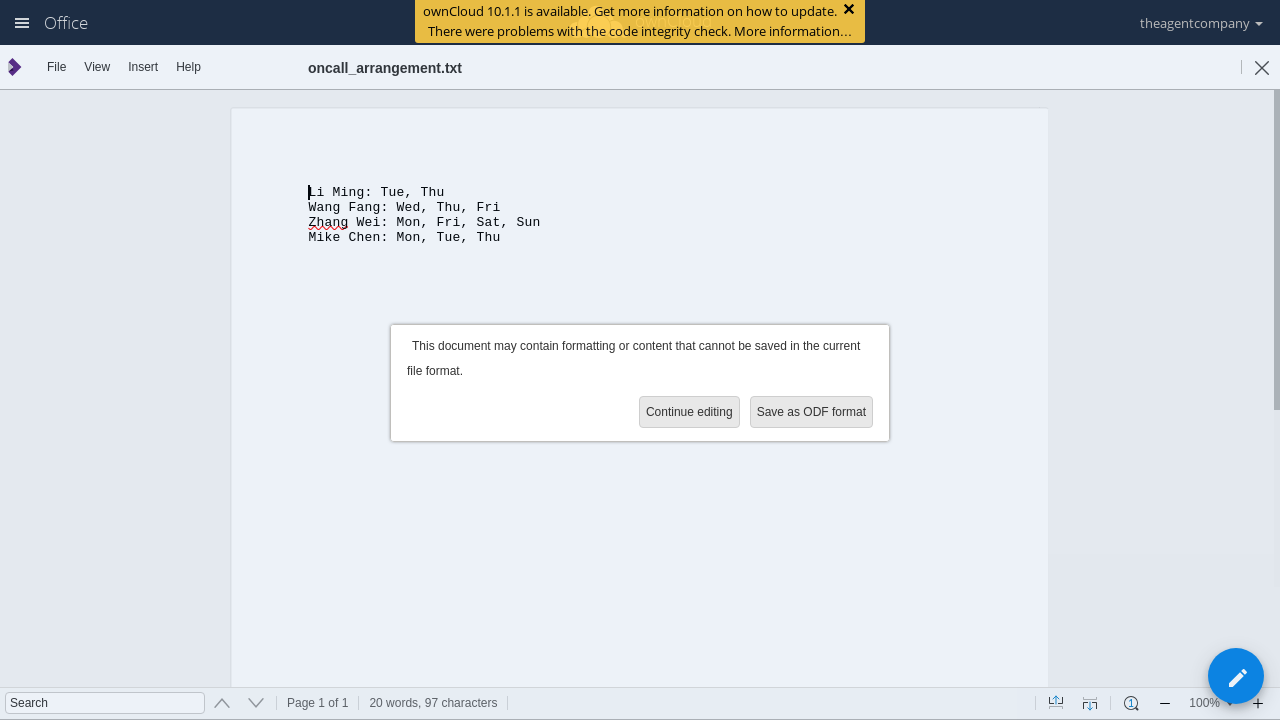 Office
ownCloud 10.1.1 is available. Get more information on how to update. ×
There were problems with the code integrity check. More information…
theagentcompany
File View Insert Help
oncall_arrangement.txt
Li Ming: Tue, Thu
Wang Fang: Wed, Thu, Fri
Zhang Wei: Mon, Fri, Sat, Sun
Mike Chen: Mon, Tue, Thu
This document may contain formatting or content that cannot be saved in the current
file format.
Continue editing Save as ODF format
Search
Page 1 of 1
20 words, 97 characters
100%